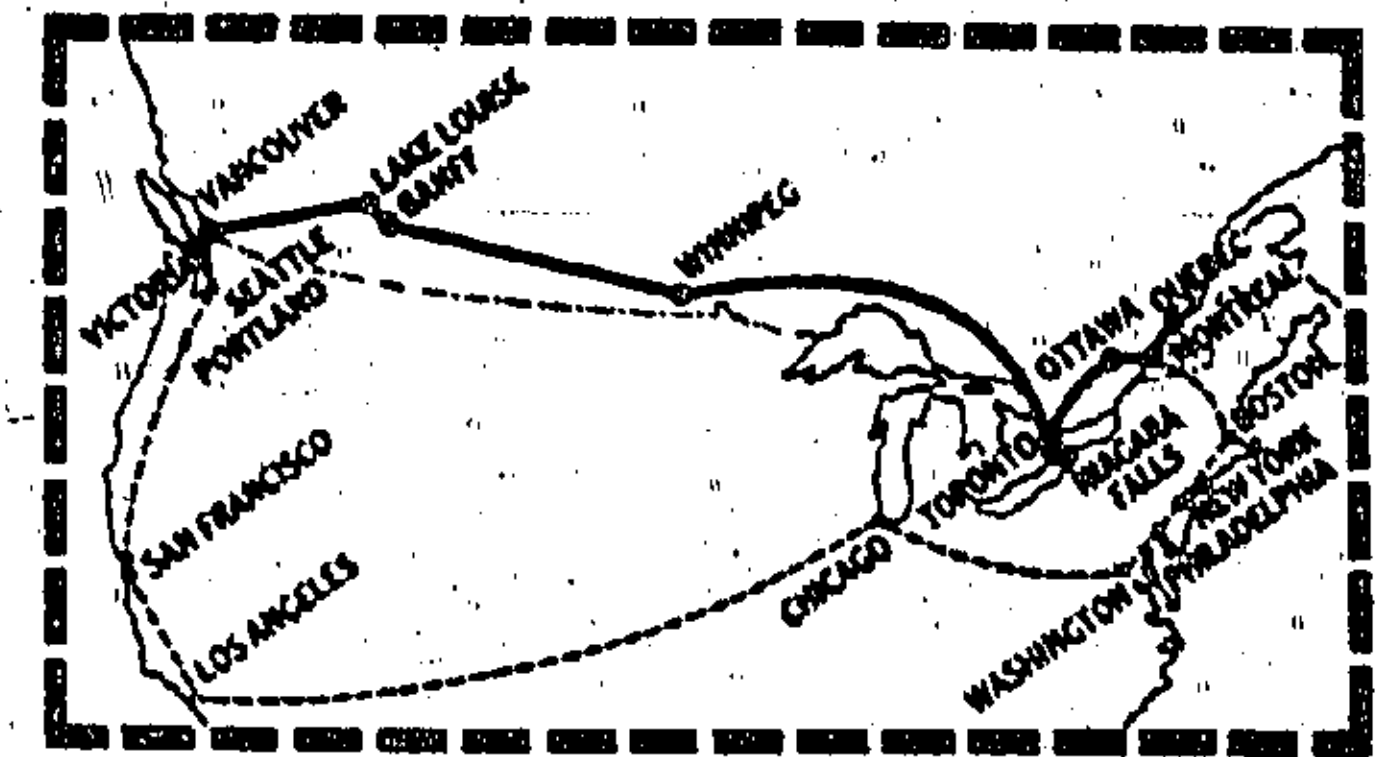 VANCOUVER
LAKE LOUISE
BANFF
WINNIPEG
VICTORIA
SEATTLE
PORTLAND
OTTAWA
QUEBEC
MONTREAL
BOSTON
SAN FRANCISCO
TORONTO
NIAGARA
FALLS
NEW YORK
PHILADELPHIA
LOS ANGELES
CHICAGO
WASHINGTON